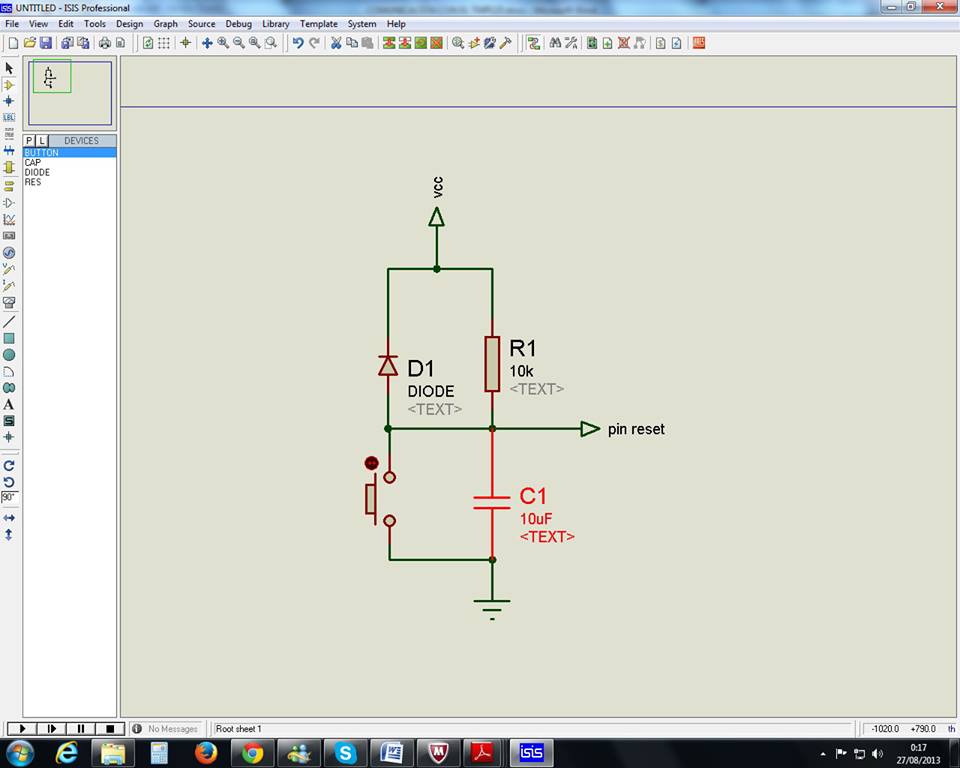 UNTITLED - ISIS Professional
File View Edit Tools Design Graph Source Debug Library Template System Help
LBL
P L DEVICES
BUTTON
CAP
DIODE
RES
A
S
90°
vcc
R1
10k
<TEXT>
D1
DIODE
<TEXT>
pin reset
C1
10uF
<TEXT>
No Messages
Root sheet 1
-1020.0 +790.0 th
isis
0:17
27/08/2013